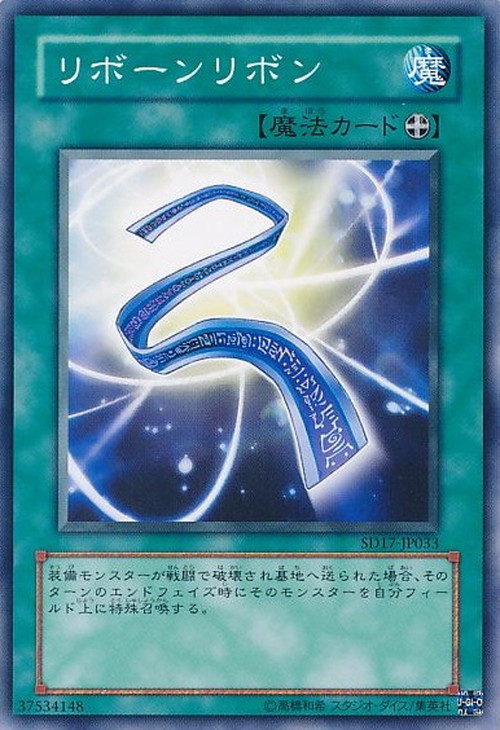 リボーンリボン
魔
【魔法カード】
SD17-JP033
装備モンスターが戦闘で破壊され墓地へ送られた場合、その
ターンのエンドフェイズ時にそのモンスターを自分フィー
ルド上に特殊召喚する。
37534148
©高橋和希 スタジオ・ダイス/集英社